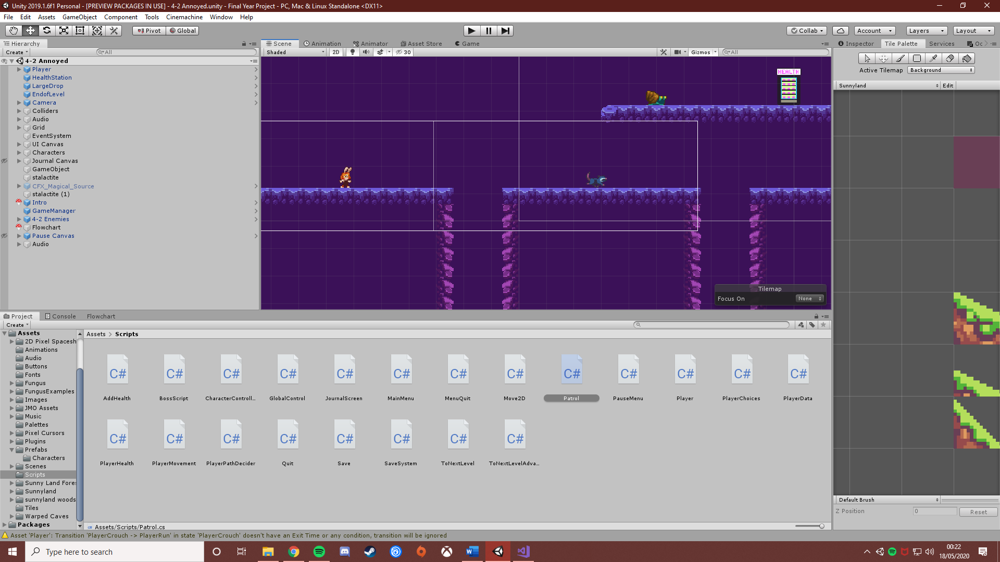 Unity 2019.1.6f1 Personal - [PREVIEW PACKAGES IN USE] - 4-2 Annoyed.unity - Final Year Project - PC, Mac & Linux Standalone <DX11>
File Edit Assets GameObject Component Tools Cinemachine Window Help
Pivot Global Collab Account Layers Layout
Hierarchy Scene Animation Animator Asset Store Game Inspector Tile Palette Services Oc
Create All Shaded 2D 30 Gizmos All
4-2 Annoyed
Player
HealthStation
LargeDrop
EndofLevel
Camera
Colliders
Audio
Grid
EventSystem
UI Canvas
Characters
Journal Canvas
GameObject
stalactite
CFX_Magical_Source
stalactite (1)
Intro
GameManager
4-2 Enemies
Flowchart
Pause Canvas
Audio
HEALTH
Tilemap
Focus On None
Active Tilemap Background
Sunnyland Edit
Default Brush
Z Position 0 Reset
Project Console Flowchart
Create
Assets
2D Pixel Spacesh
Animations
Audio
Buttons
Fonts
Fungus
FungusExamples
Images
JMO Assets
Music
Palettes
Pixel Cursors
Plugins
Prefabs
Characters
Scenes
Scripts
Sunny Land Fores
Sunnyland
sunnyland woods
Tiles
Warped Caves
Packages
Assets > Scripts
C# C# C# C# C# C# C# C# C# C# C# C# C#
AddHealth BossScript CharacterControll... GlobalControl JournalScreen MainMenu MenuQuit Move2D Patrol PauseMenu Player PlayerChoices PlayerData
C# C# C# C# C# C# C# C#
PlayerHealth PlayerMovement PlayerPathDecider Quit Save SaveSystem ToNextLevel ToNextLevelAdva...
Assets/Scripts/Patrol.cs
Asset 'Player': Transition 'PlayerCrouch -> PlayerRun' in state 'PlayerCrouch' doesn't have an Exit Time or any condition, transition will be ignored
Type here to search
00:22
18/05/2020